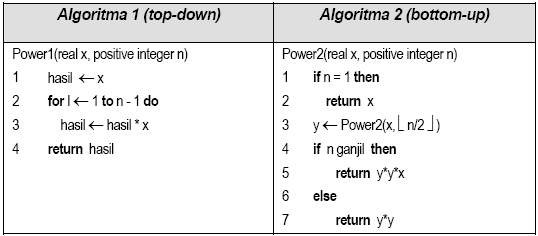 Algoritma 1 (top-down)
Power1(real x, positive integer n)
1 hasil ← x
2 for I ← 1 to n - 1 do
3 hasil ← hasil * x
4 return hasil
Algoritma 2 (bottom-up)
Power2(real x, positive integer n)
1 if n = 1 then
2 return x
3 y ← Power2(x,⌊ n/2 ⌋)
4 if n ganjil then
5 return y*y*x
6 else
7 return y*y